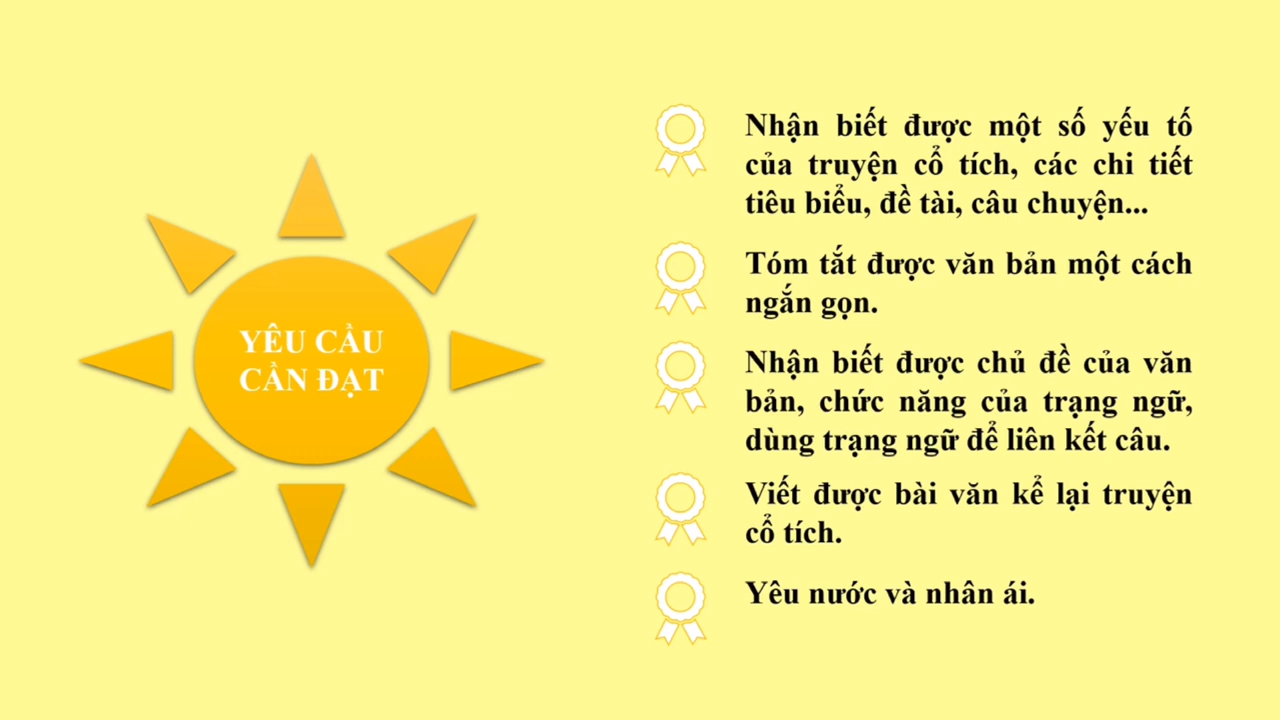 YÊU CẦU
CẦN ĐẠT
Nhận biết được một số yếu tố
của truyện cổ tích, các chi tiết
tiêu biểu, đề tài, câu chuyện...
Tóm tắt được văn bản một cách
ngắn gọn.
Nhận biết được chủ đề của văn
bản, chức năng của trạng ngữ,
dùng trạng ngữ để liên kết câu.
Viết được bài văn kể lại truyện
cổ tích.
Yêu nước và nhân ái.